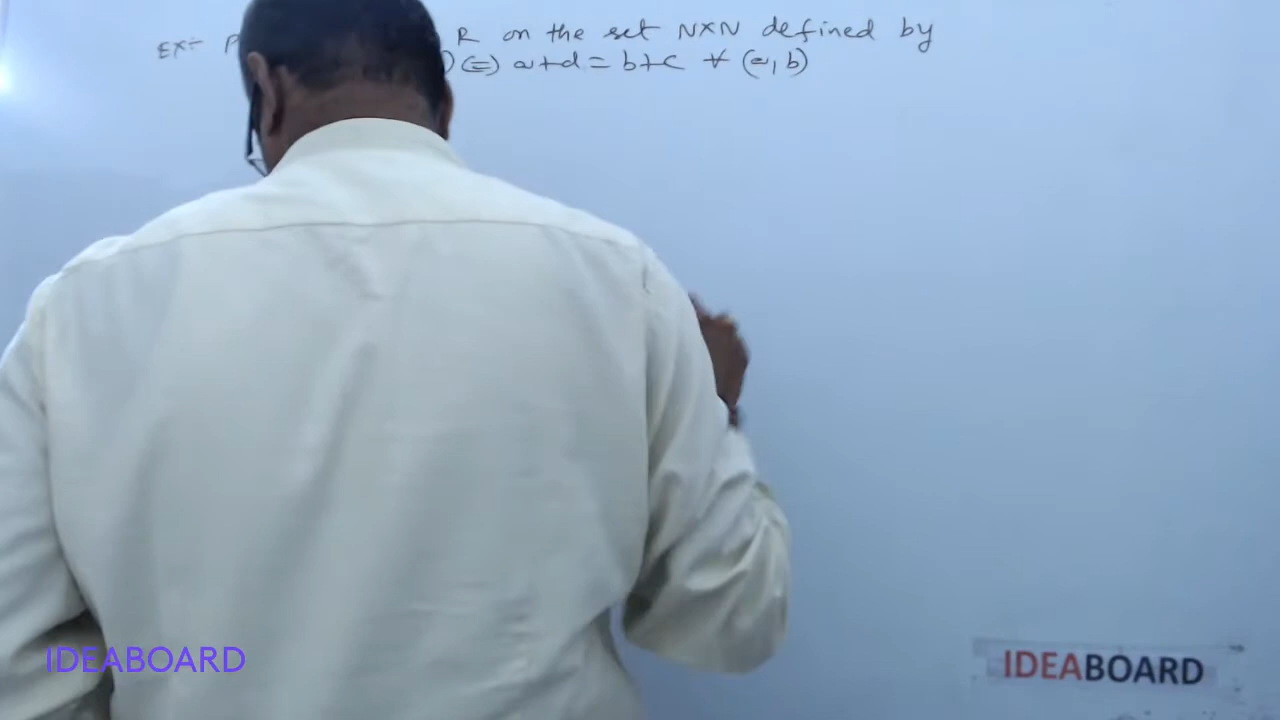 Ex:- R on the set N×N defined by
) (=) a+d = b+c ∀ (a, b)
IDEABOARD
IDEABOARD